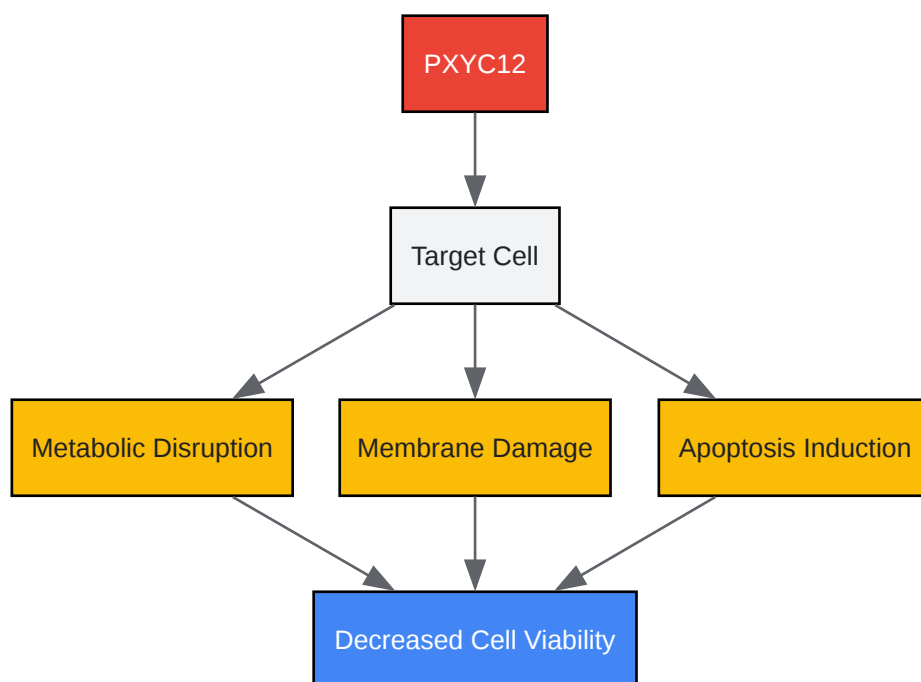 PXYC12
Target Cell
Metabolic Disruption
Membrane Damage
Apoptosis Induction
Decreased Cell Viability